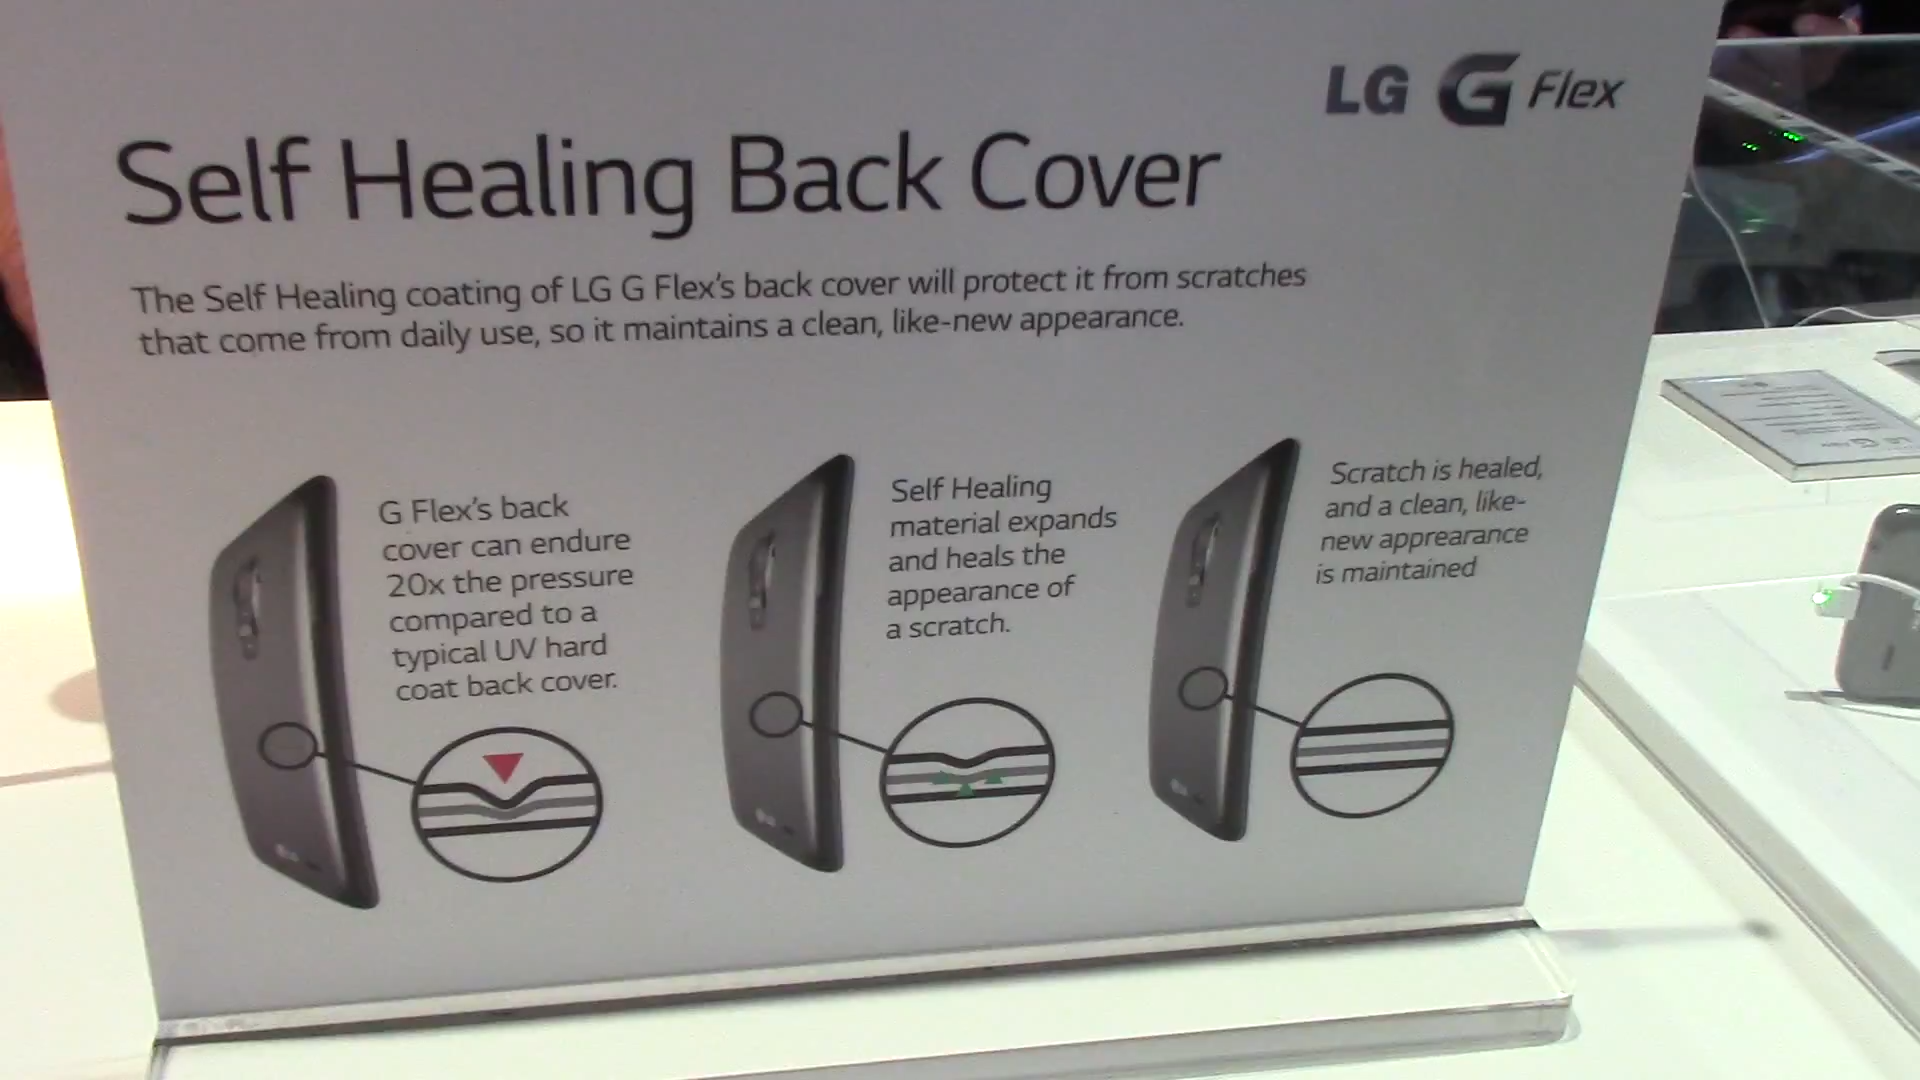 LG G Flex
Self Healing Back Cover
The Self Healing coating of LG G Flex's back cover will protect it from scratches
that come from daily use, so it maintains a clean, like-new appearance.
G Flex's back
cover can endure
20x the pressure
compared to a
typical UV hard
coat back cover.
Self Healing
material expands
and heals the
appearance of
a scratch.
Scratch is healed,
and a clean, like-
new apprearance
is maintained